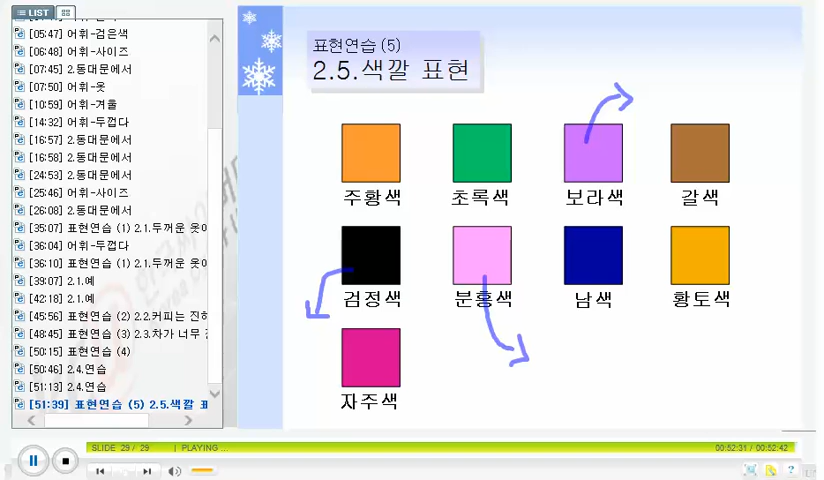 LIST
[05:47] 어휘-검은색
[06:48] 어휘-사이즈
[07:45] 2.동대문에서
[07:50] 어휘-옷
[10:59] 어휘-겨울
[14:32] 어휘-두껍다
[16:57] 2.동대문에서
[16:58] 2.동대문에서
[24:53] 2.동대문에서
[25:46] 어휘-사이즈
[26:08] 2.동대문에서
[35:07] 표현연습 (1) 2.1.두꺼운 옷이
[36:04] 어휘-두껍다
[36:10] 표현연습 (1) 2.1.두꺼운 옷이
[39:07] 2.1.예
[42:18] 2.1.예
[45:56] 표현연습 (2) 2.2.커피는 진하
[48:45] 표현연습 (3) 2.3.차가 너무
[50:15] 표현연습 (4)
[50:46] 2.4.연습
[51:13] 2.4.연습
[51:39] 표현연습 (5) 2.5.색깔 표
표현연습 (5)
2.5.색깔 표현
주황색 초록색 보라색 갈색
검정색 분홍색 남색 황토색
자주색
SLIDE 29 / 29 | PLAYING ... 00:52:31 / 00:52:42